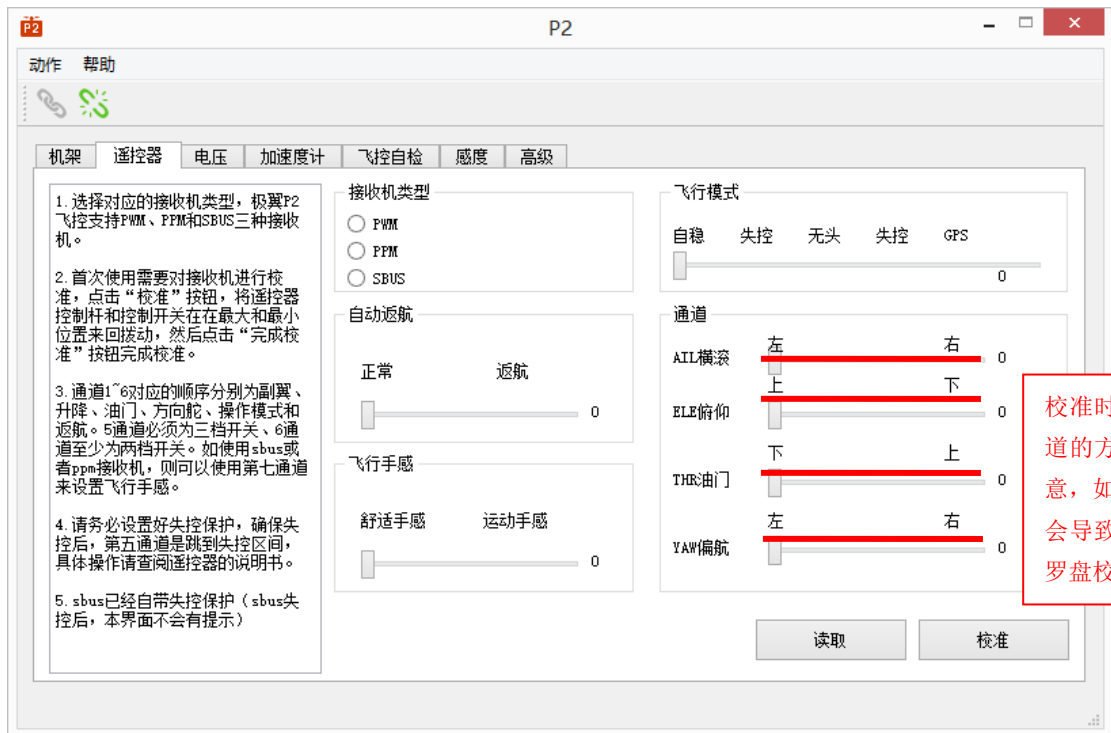 P2
P2
动作 帮助
机架 遥控器 电压 加速度计 飞控自检 感度 高级
1.选择对应的接收机类型，极翼P2
飞控支持PWM、PPM和SBUS三种接收
机。
2.首次使用需要对接收机进行校
准，点击“校准”按钮，将遥控器
控制杆和控制开关在在最大和最小
位置来回拨动，然后点击“完成校
准”按钮完成校准。
3.通道1~6对应的顺序分别为副翼、
升降、油门、方向舵、操作模式和
返航。5通道必须为三档开关、6通
道至少为两档开关。如使用sbus或
者ppm接收机，则可以使用第七通道
来设置飞行手感。
4.请务必设置好失控保护，确保失
控后，第五通道是跳到失控区间，
具体操作请查阅遥控器的说明书。
5.sbus已经自带失控保护（sbus失
控后，本界面不会有提示）
接收机类型
PWM
PPM
SBUS
自动返航
正常 返航
0
飞行手感
舒适手感 运动手感
0
飞行模式
自稳 失控 无头 失控 GPS
0
通道
左 右
AIL横滚 0
上 下
ELE俯仰 0
下 上
THR油门 0
左 右
YAW偏航 0
读取 校准
校准时
道的方
意，如
会导致
罗盘校